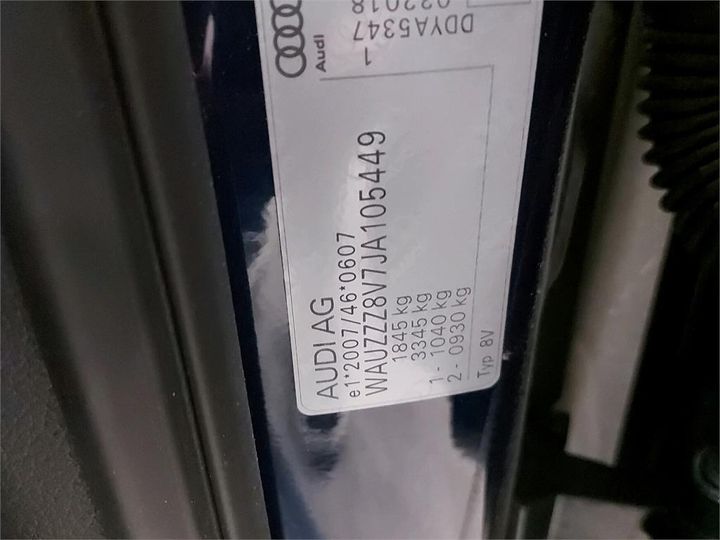 AUDI AG
e1*2007/46*0607
WAUZZZ8V7JA105449
1845 kg
3345 kg
1 - 1040 kg
2 - 0930 kg
Typ 8V
Audi
1
DDYA5347